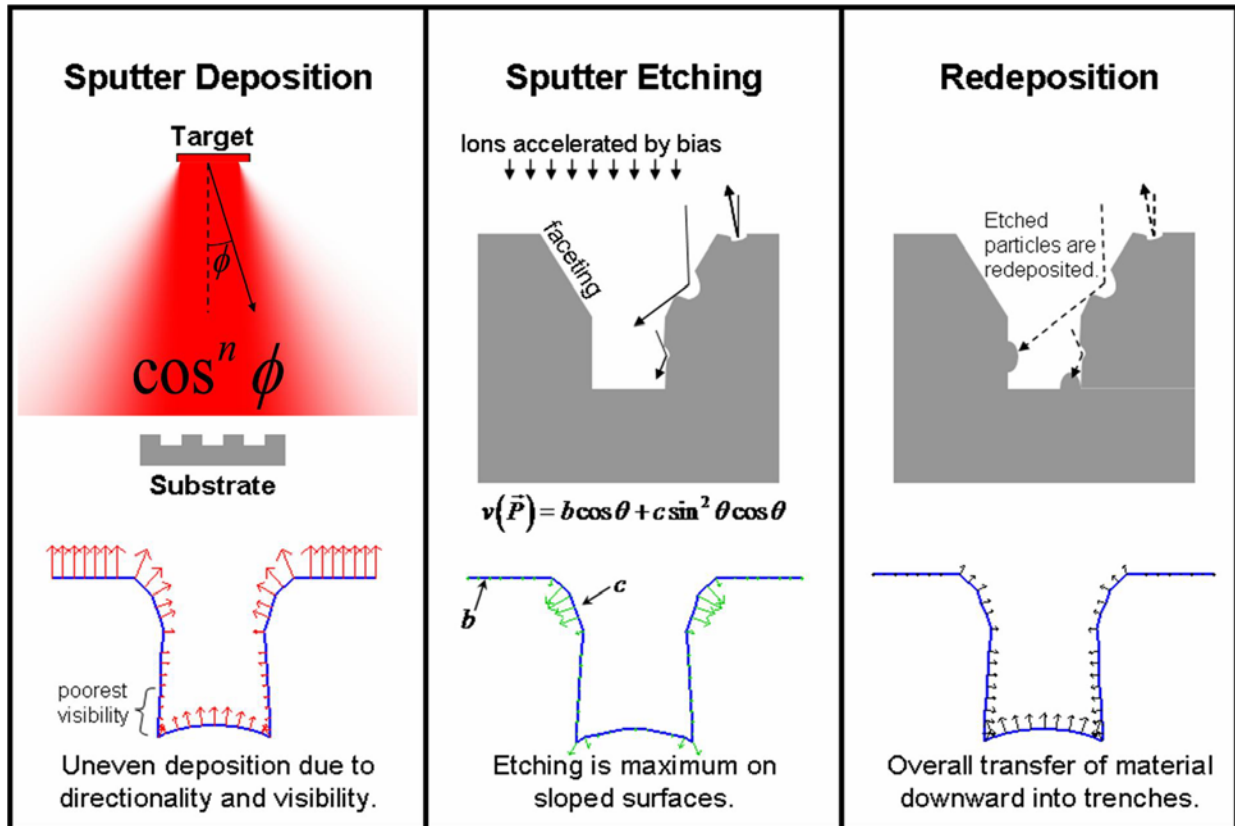 Sputter Deposition
Target
ϕ
cosⁿ ϕ
Substrate
poorest
visibility
Uneven deposition due to
directionality and visibility.
Sputter Etching
Ions accelerated by bias
faceting
v(P⃗) = b cos θ + c sin² θ cos θ
c
b
Etching is maximum on
sloped surfaces.
Redeposition
Etched
particles are
redeposited.
Overall transfer of material
downward into trenches.